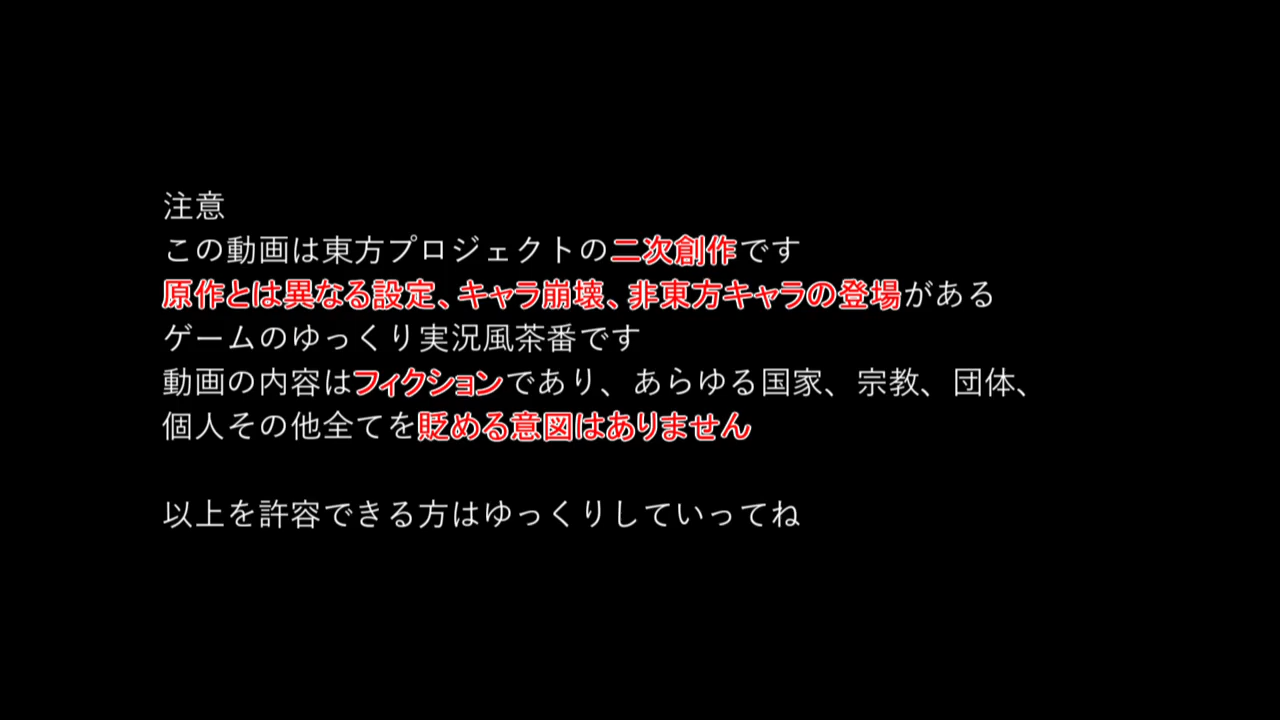 注意
この動画は東方プロジェクトの二次創作です
原作とは異なる設定、キャラ崩壊、非東方キャラの登場がある
ゲームのゆっくり実況風茶番です
動画の内容はフィクションであり、あらゆる国家、宗教、団体、
個人その他全てを貶める意図はありません
以上を許容できる方はゆっくりしていってね